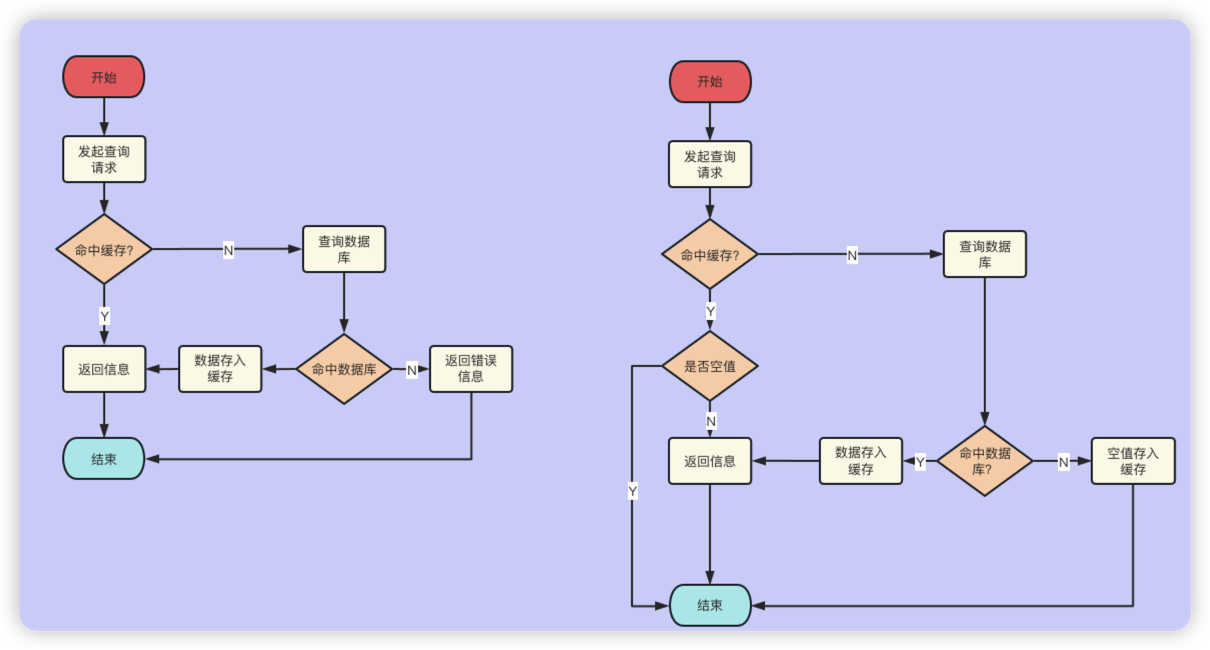 开始
发起查询
请求
命中缓存?
N
查询数据
库
Y
返回信息
数据存入
缓存
命中数据库
N
返回错误
信息
结束
开始
发起查询
请求
命中缓存?
N
查询数据
库
Y
是否空值
N
返回信息
数据存入
缓存
Y
命中数据
库?
N
空值存入
缓存
Y
结束